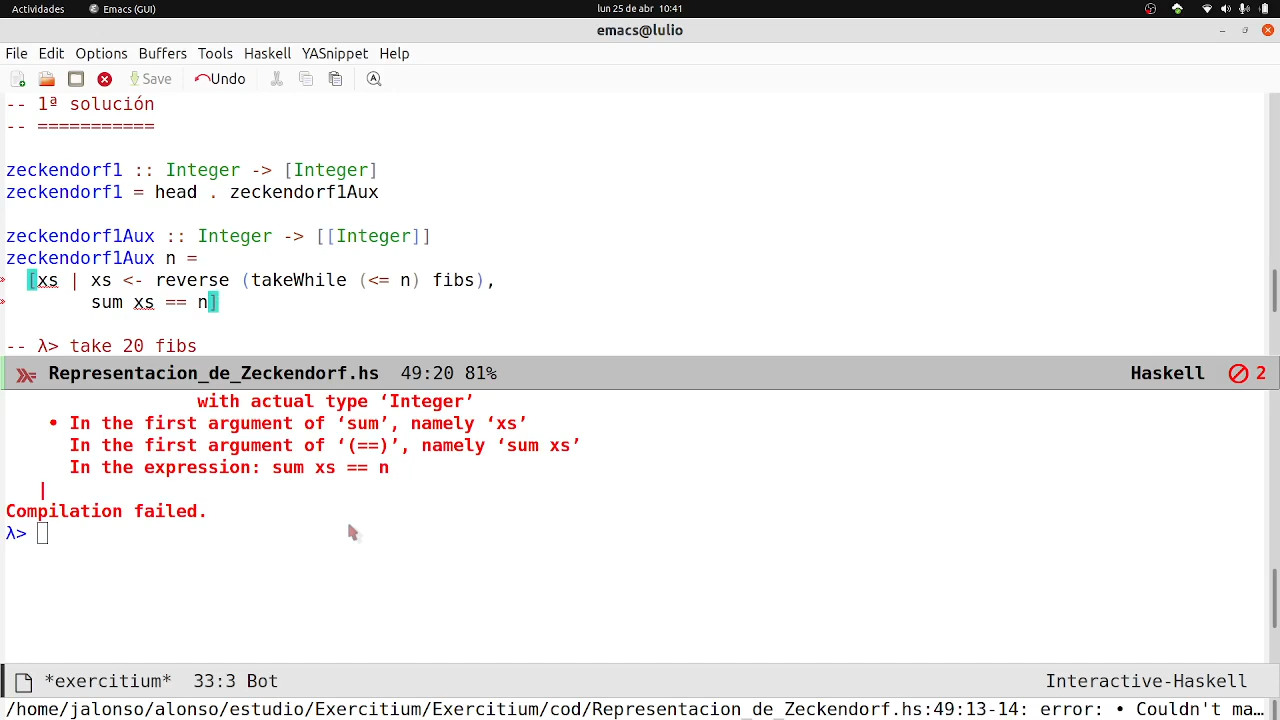 Actividades Emacs (GUI) lun 25 de abr 10:41
emacs@lulio
File Edit Options Buffers Tools Haskell YASnippet Help
Save Undo
-- 1ª solución
-- ===========
zeckendorf1 :: Integer -> [Integer]
zeckendorf1 = head . zeckendorf1Aux
zeckendorf1Aux :: Integer -> [[Integer]]
zeckendorf1Aux n =
[xs | xs <- reverse (takeWhile (<= n) fibs),
sum xs == n]
-- λ> take 20 fibs
Representacion_de_Zeckendorf.hs 49:20 81% Haskell 2
with actual type ‘Integer’
• In the first argument of ‘sum’, namely ‘xs’
In the first argument of ‘(==)’, namely ‘sum xs’
In the expression: sum xs == n
|
Compilation failed.
λ>
*exercitium* 33:3 Bot Interactive-Haskell
/home/jalonso/alonso/estudio/Exercitium/Exercitium/cod/Representacion_de_Zeckendorf.hs:49:13-14: error: • Couldn't ma…